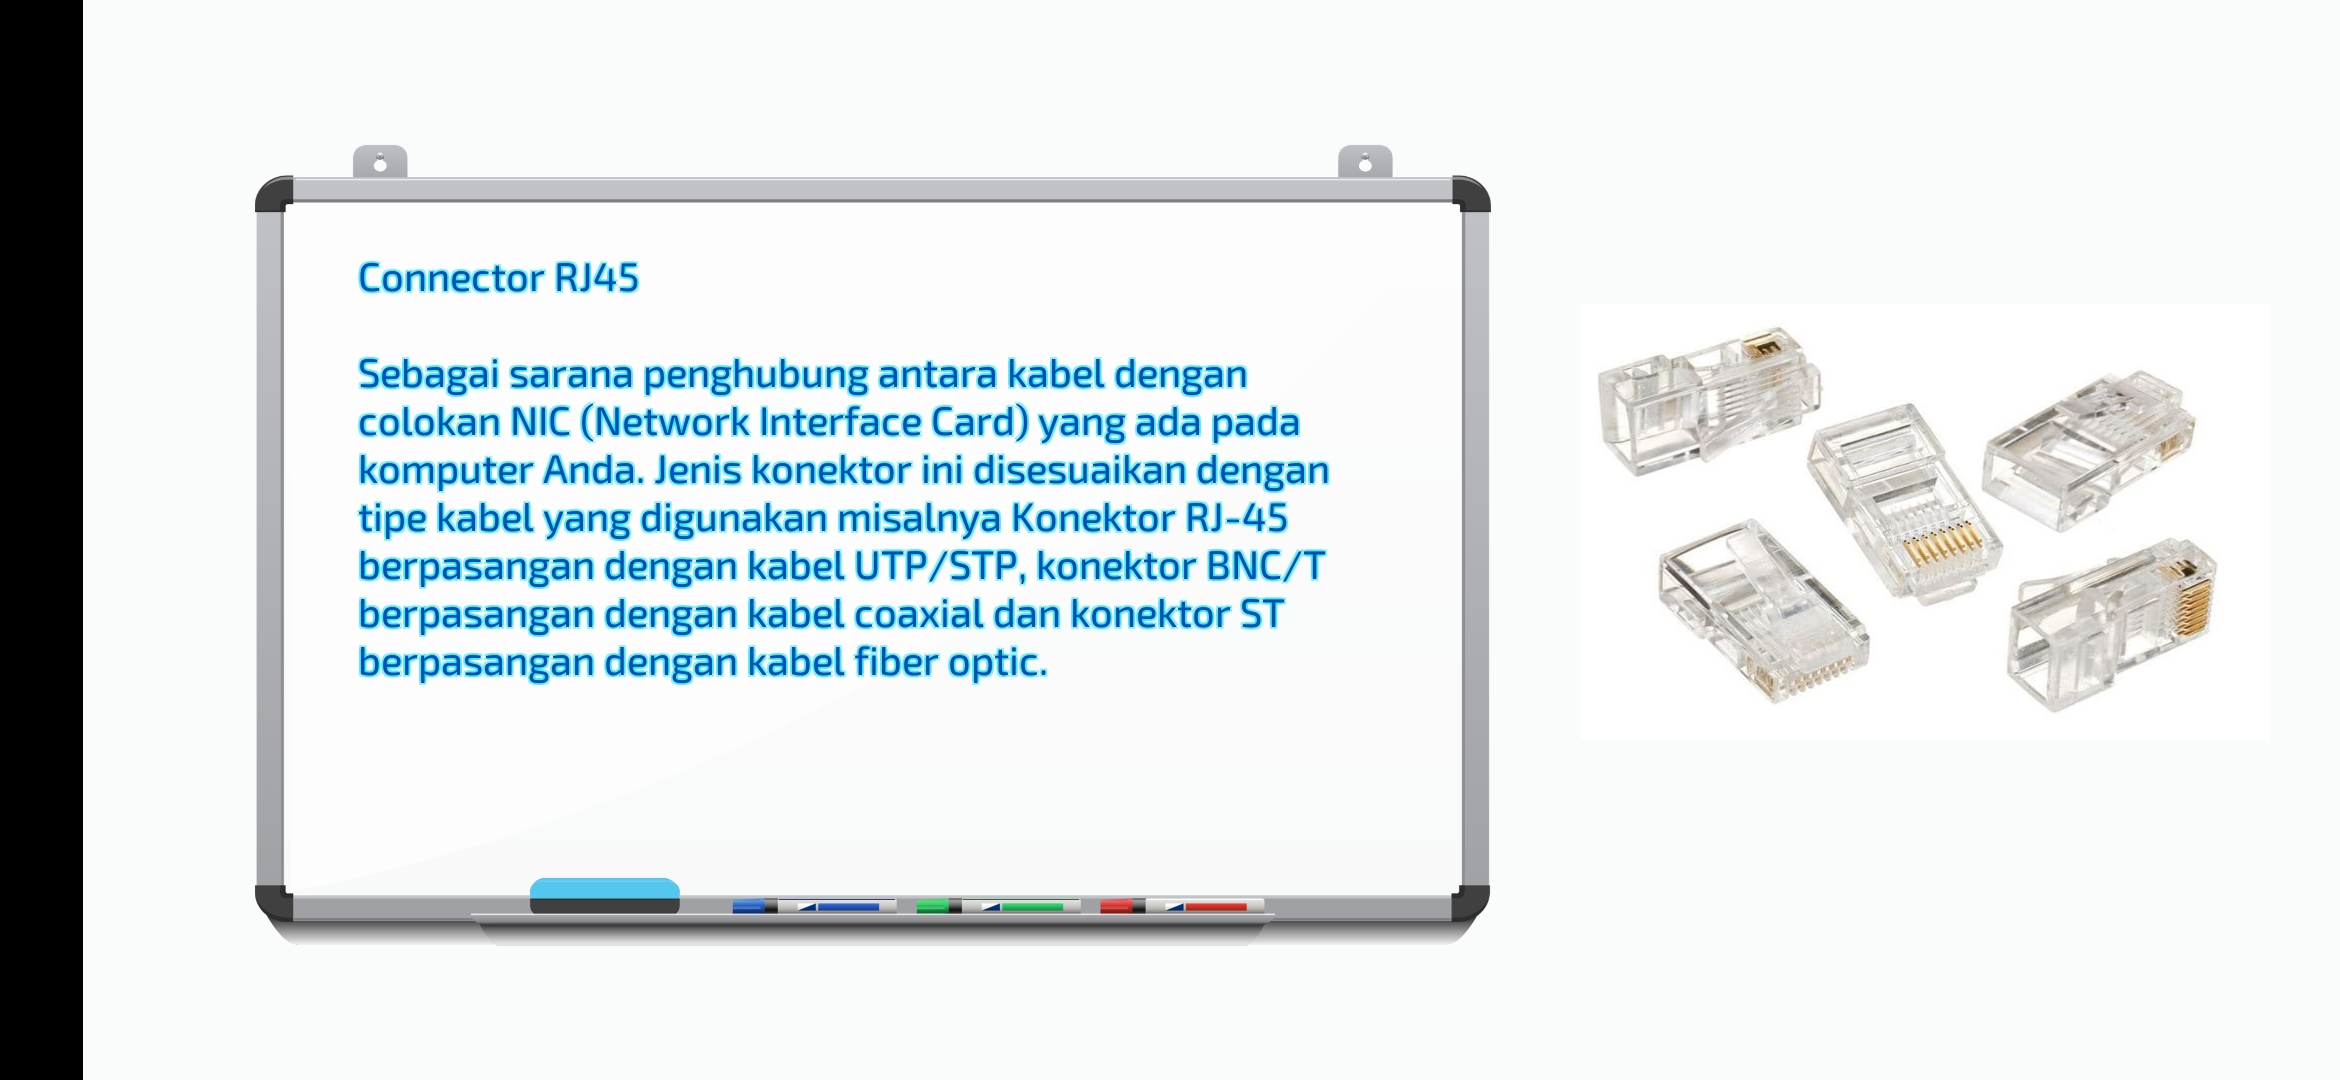 Connector RJ45
Sebagai sarana penghubung antara kabel dengan
colokan NIC (Network Interface Card) yang ada pada
komputer Anda. Jenis konektor ini disesuaikan dengan
tipe kabel yang digunakan misalnya Konektor RJ-45
berpasangan dengan kabel UTP/STP, konektor BNC/T
berpasangan dengan kabel coaxial dan konektor ST
berpasangan dengan kabel fiber optic.